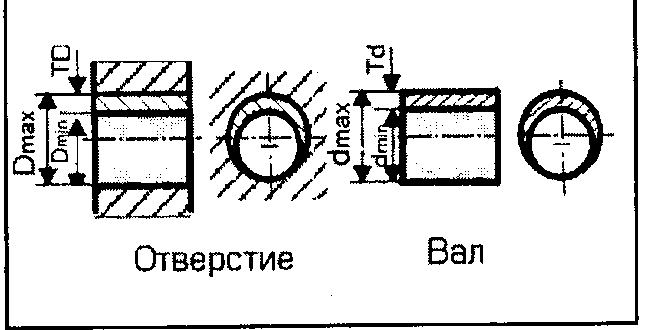 TD
Dmax
Dmin
Td
dmax
dmin
Отверстие
Вал